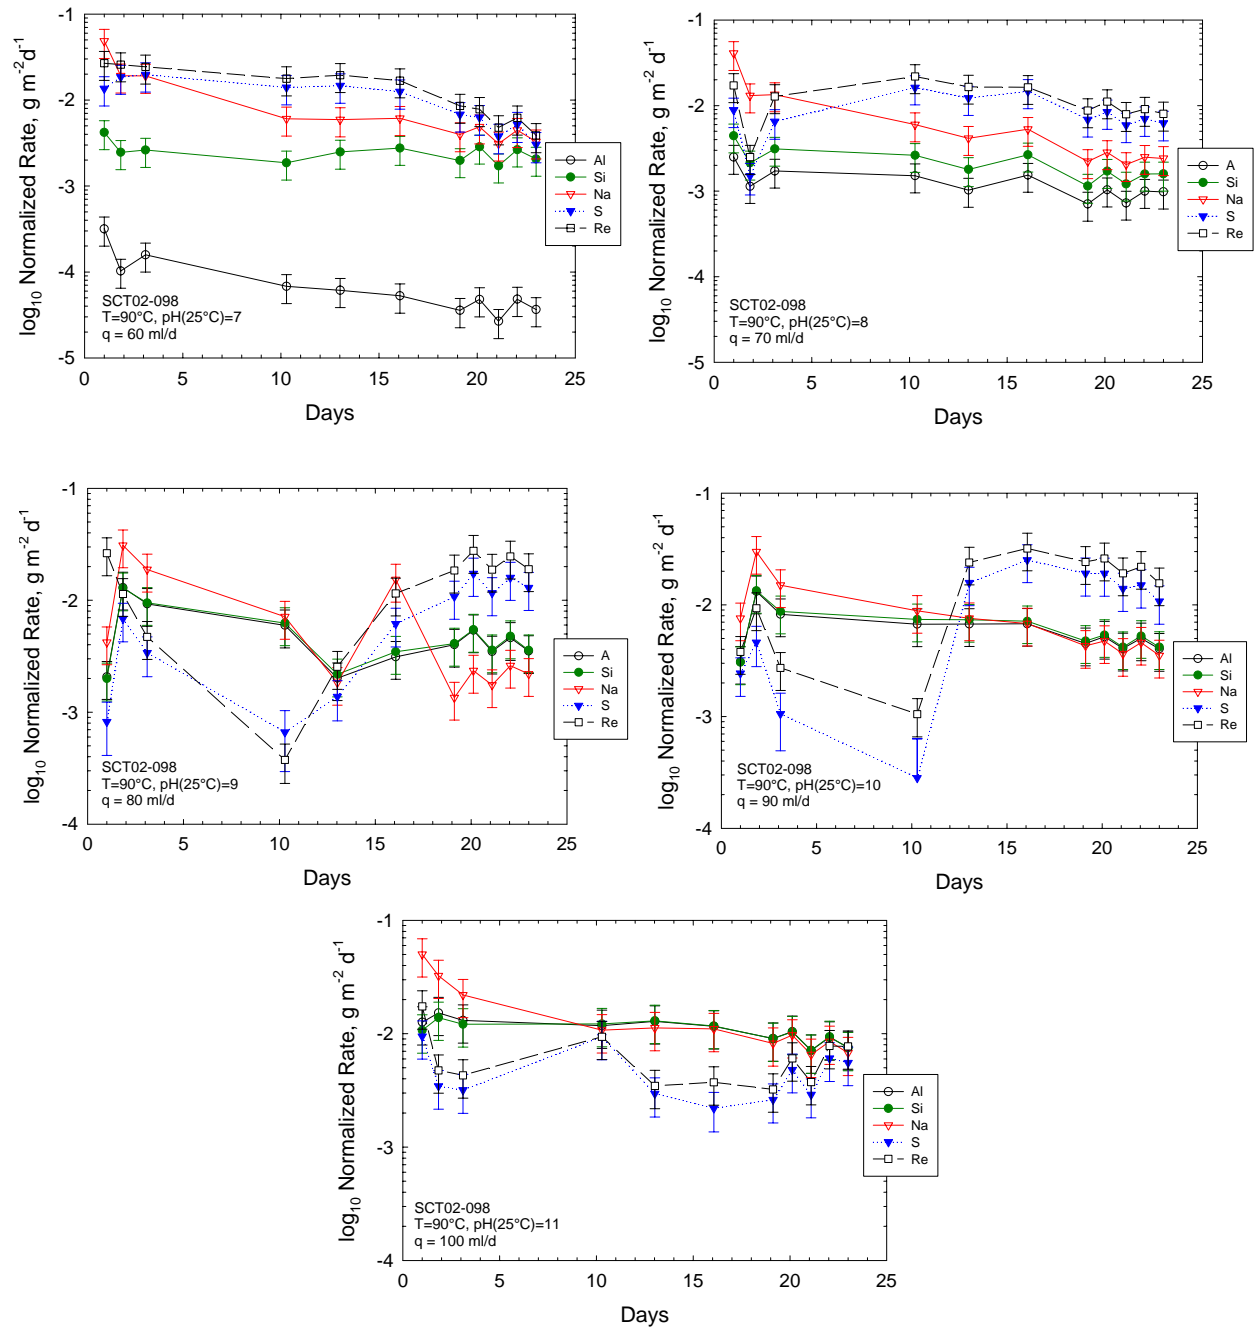 -1
-2
-3
-4
-5
0 5 10 15 20 25
log10 Normalized Rate, g m-2 d-1
Days
SCT02-098
T=90°C, pH(25°C)=7
q = 60 ml/d
Al
Si
Na
S
Re
-1
-2
-3
-4
-5
0 5 10 15 20 25
log10 Normalized Rate, g m-2 d-1
Days
SCT02-098
T=90°C, pH(25°C)=8
q = 70 ml/d
A
Si
Na
S
Re
-1
-2
-3
-4
0 5 10 15 20 25
log10 Normalized Rate, g m-2 d-1
Days
SCT02-098
T=90°C, pH(25°C)=9
q = 80 ml/d
A
Si
Na
S
Re
-1
-2
-3
-4
0 5 10 15 20 25
log10 Normalized Rate, g m-2 d-1
Days
SCT02-098
T=90°C, pH(25°C)=10
q = 90 ml/d
Al
Si
Na
S
Re
-1
-2
-3
-4
0 5 10 15 20 25
log10 Normalized Rate, g m-2 d-1
Days
SCT02-098
T=90°C, pH(25°C)=11
q = 100 ml/d
Al
Si
Na
S
Re